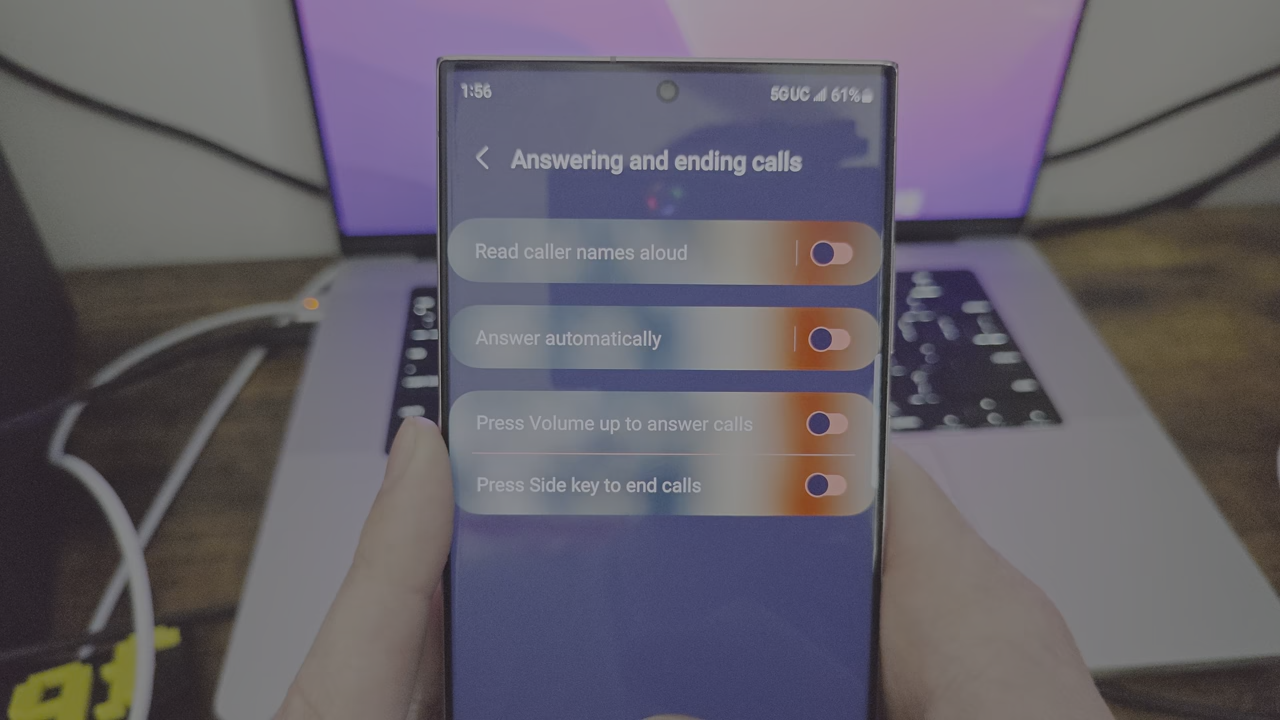 1:56 5G UC 61%
Answering and ending calls
Read caller names aloud
Answer automatically
Press Volume up to answer calls
Press Side key to end calls